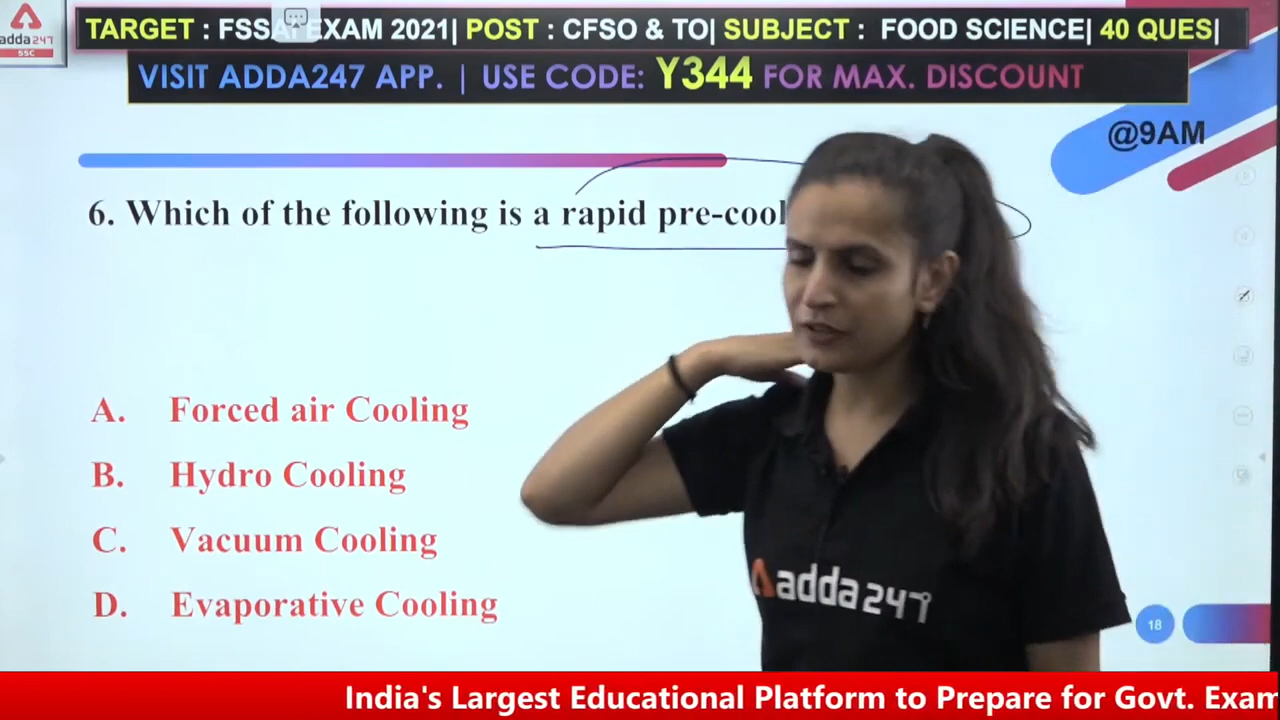 TARGET : FSSAI EXAM 2021| POST : CFSO & TO| SUBJECT : FOOD SCIENCE| 40 QUES|
adda247
SSC
VISIT ADDA247 APP. | USE CODE: Y344 FOR MAX. DISCOUNT
@9AM
6. Which of the following is a rapid pre-cool
A. Forced air Cooling
B. Hydro Cooling
C. Vacuum Cooling
D. Evaporative Cooling
adda247
18
India's Largest Educational Platform to Prepare for Govt. Exam